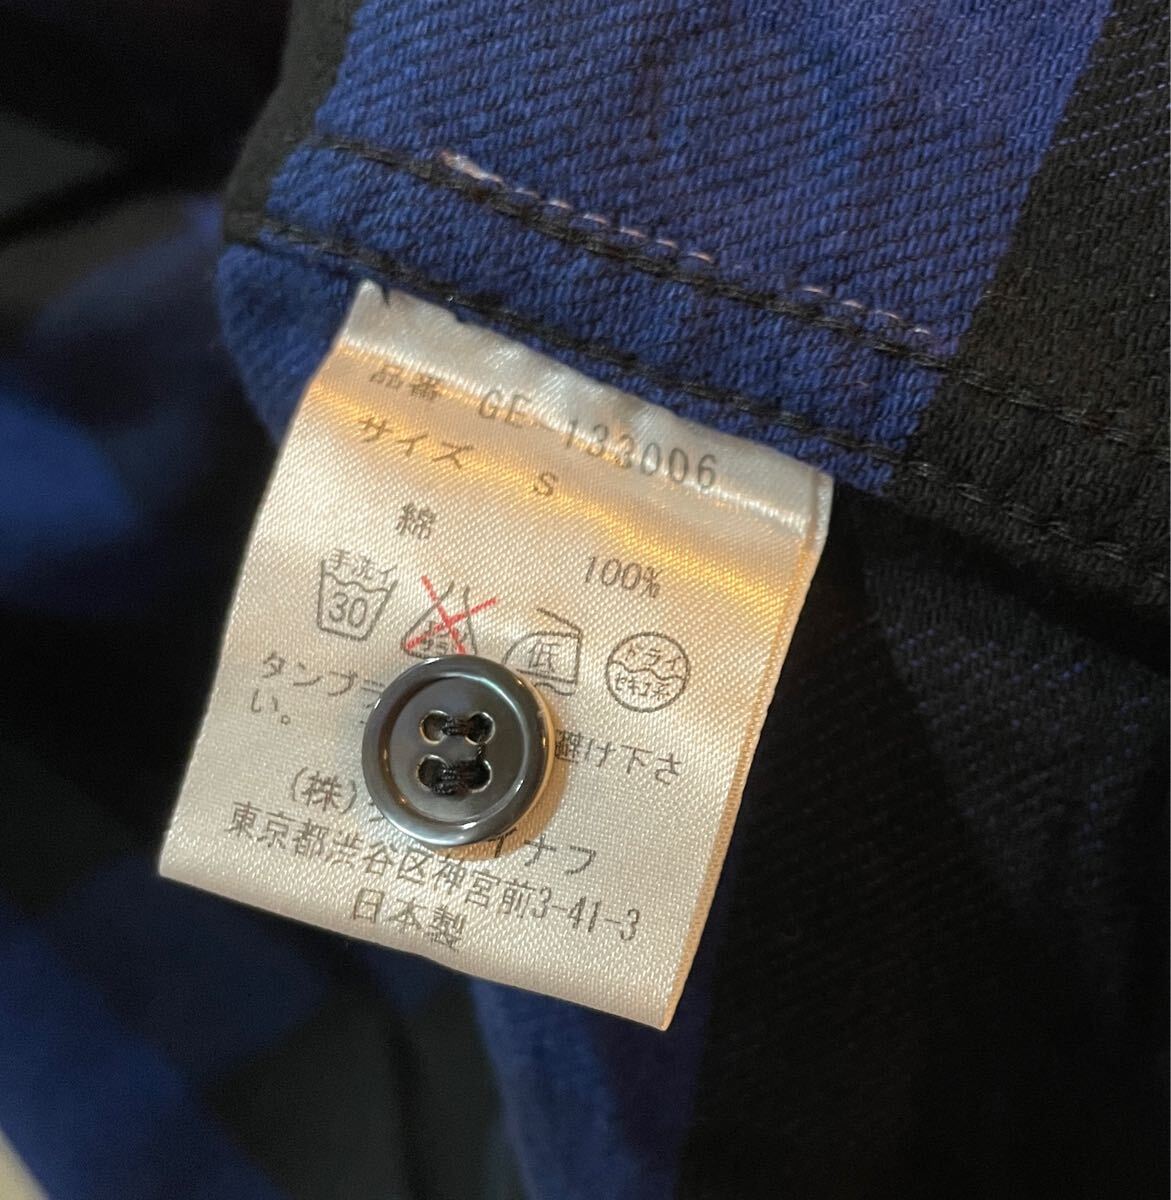 品番 GE-133006
サイズ S
綿 100%
手洗イ 30
低
ドライ セキユ系
タンブラ 避け下さ
い。
(株) イナフ
東京都渋谷区神宮前3-41-3
日本製